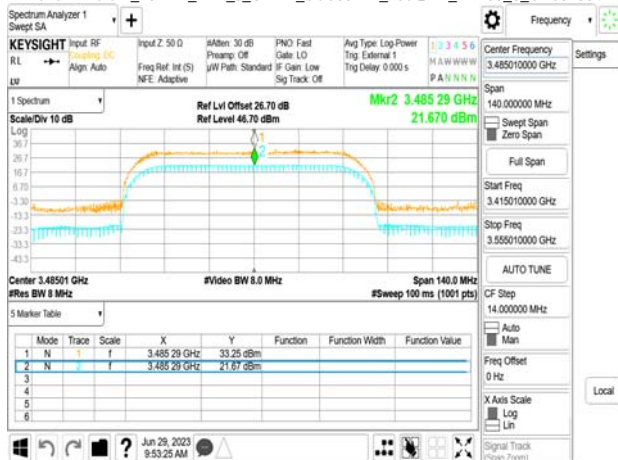 Spectrum Analyzer 1
Swept SA
Frequency
KEYSIGHT
RL
LV
Input: RF
Coupling: DC
Align: Auto
Input Z: 50 Ω
Freq Ref: Int (S)
NFE: Adaptive
#Atten: 30 dB
Preamp: Off
µW Path: Standard
PNO: Fast
Gate: LO
IF Gain: Low
Sig Track: Off
Avg Type: Log-Power
Trig: External 1
Trig Delay: 0.000 s
1 2 3 4 5 6
M A W W W W
P A N N N N
Center Frequency
3.485010000 GHz
Settings
Span
140.000000 MHz
Swept Span
Zero Span
Full Span
Start Freq
3.415010000 GHz
Stop Freq
3.555010000 GHz
AUTO TUNE
CF Step
14.000000 MHz
Auto
Man
Freq Offset
0 Hz
X Axis Scale
Log
Lin
Signal Track
(Span Zoom)
Local
1 Spectrum
Scale/Div 10 dB
Ref Lvl Offset 26.70 dB
Ref Level 46.70 dBm
Mkr2 3.485 29 GHz
21.670 dBm
Log
36.7
26.7
16.7
6.70
-3.30
-13.3
-23.3
-33.3
-43.3
1
2
Center 3.48501 GHz
#Res BW 8 MHz
#Video BW 8.0 MHz
Span 140.0 MHz
#Sweep 100 ms (1001 pts)
5 Marker Table
Mode Trace Scale X Y Function Function Width Function Value
1 N 1 f 3.485 29 GHz 33.25 dBm
2 N 2 f 3.485 29 GHz 21.67 dBm
3
4
5
6
?
Jun 29, 2023
9:53:25 AM